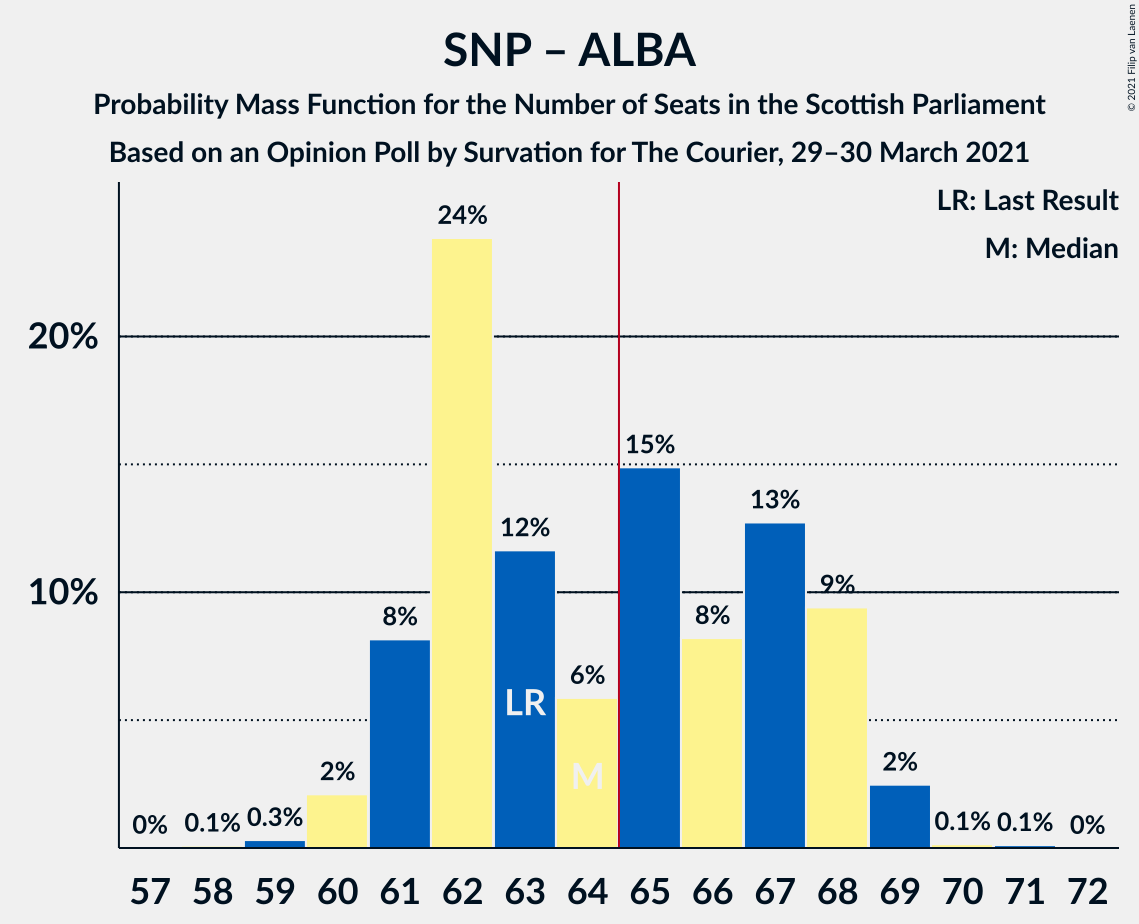 SNP – ALBA
Probability Mass Function for the Number of Seats in the Scottish Parliament
Based on an Opinion Poll by Survation for The Courier, 29–30 March 2021
© 2021 Filip van Laenen
LR: Last Result
M: Median
20%
10%
0%
0.1%
0.3%
2%
8%
24%
12%
6%
15%
8%
13%
9%
2%
0.1%
0.1%
0%
LR
M
57 58 59 60 61 62 63 64 65 66 67 68 69 70 71 72